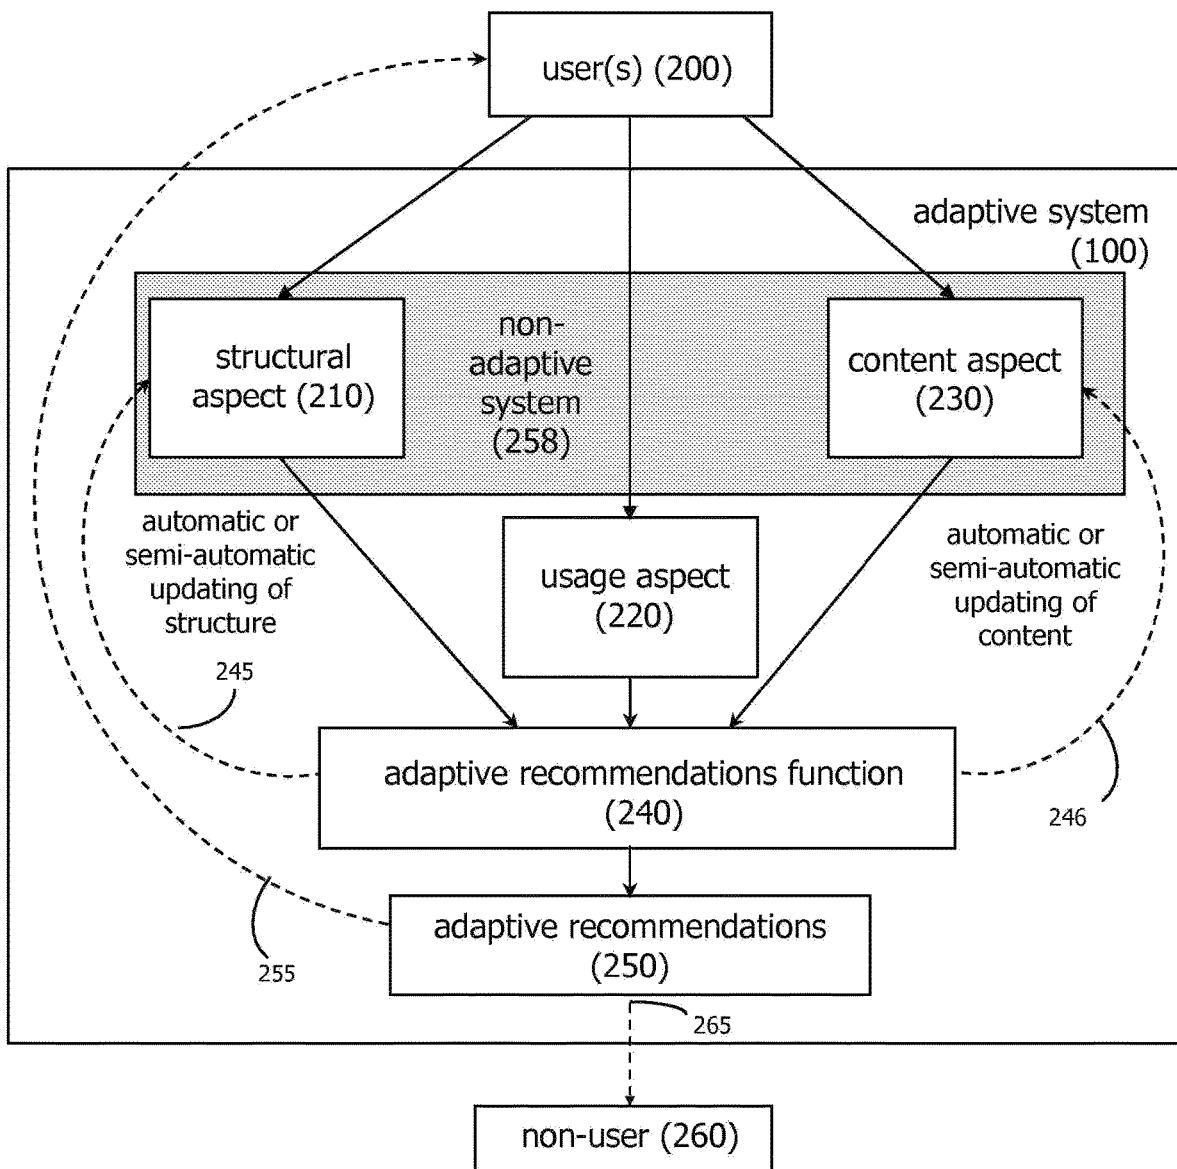 user(s) (200)
adaptive system
(100)
structural
aspect (210)
non-
adaptive
system
(258)
content aspect
(230)
automatic or
semi-automatic
updating of
structure
usage aspect
(220)
automatic or
semi-automatic
updating of
content
245
adaptive recommendations function
(240)
246
adaptive recommendations
(250)
255
265
non-user (260)